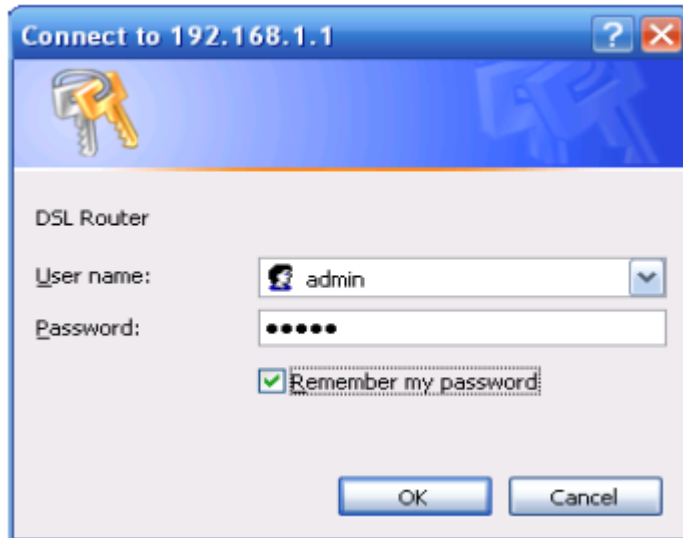 Connect to 192.168.1.1
DSL Router
User name: admin
Password: •••••
Remember my password
OK Cancel